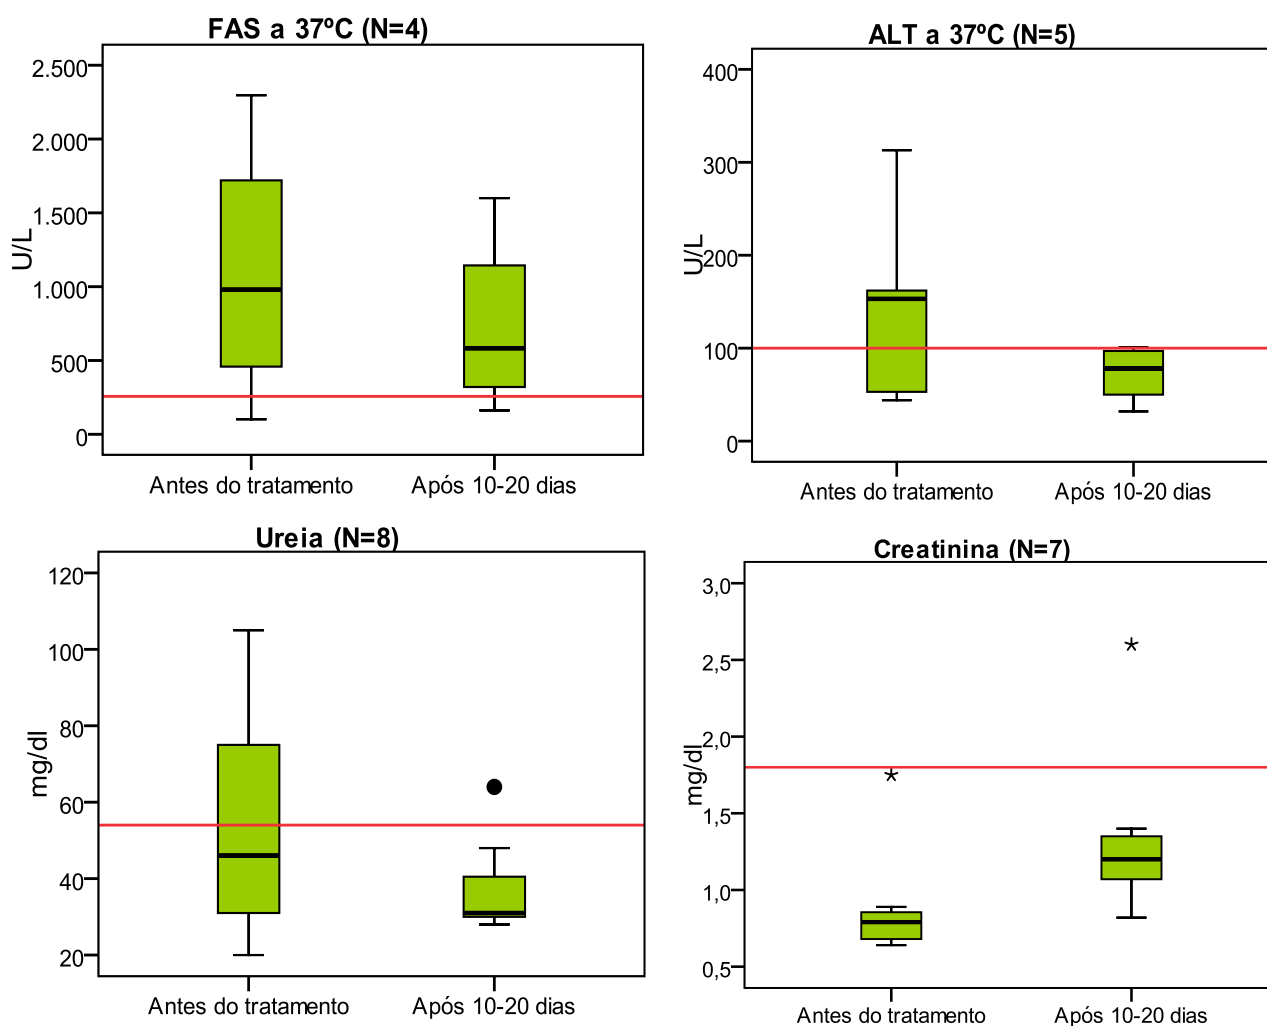 FAS a 37ºC (N=4)
2.500
2.000
1.500
1.000
500
0
U/L
Antes do tratamento
Após 10-20 dias
ALT a 37ºC (N=5)
400
300
200
100
0
U/L
Antes do tratamento
Após 10-20 dias
Ureia (N=8)
120
100
80
60
40
20
mg/dl
Antes do tratamento
Após 10-20 dias
Creatinina (N=7)
3,0
2,5
2,0
1,5
1,0
0,5
mg/dl
Antes do tratamento
Após 10-20 dias